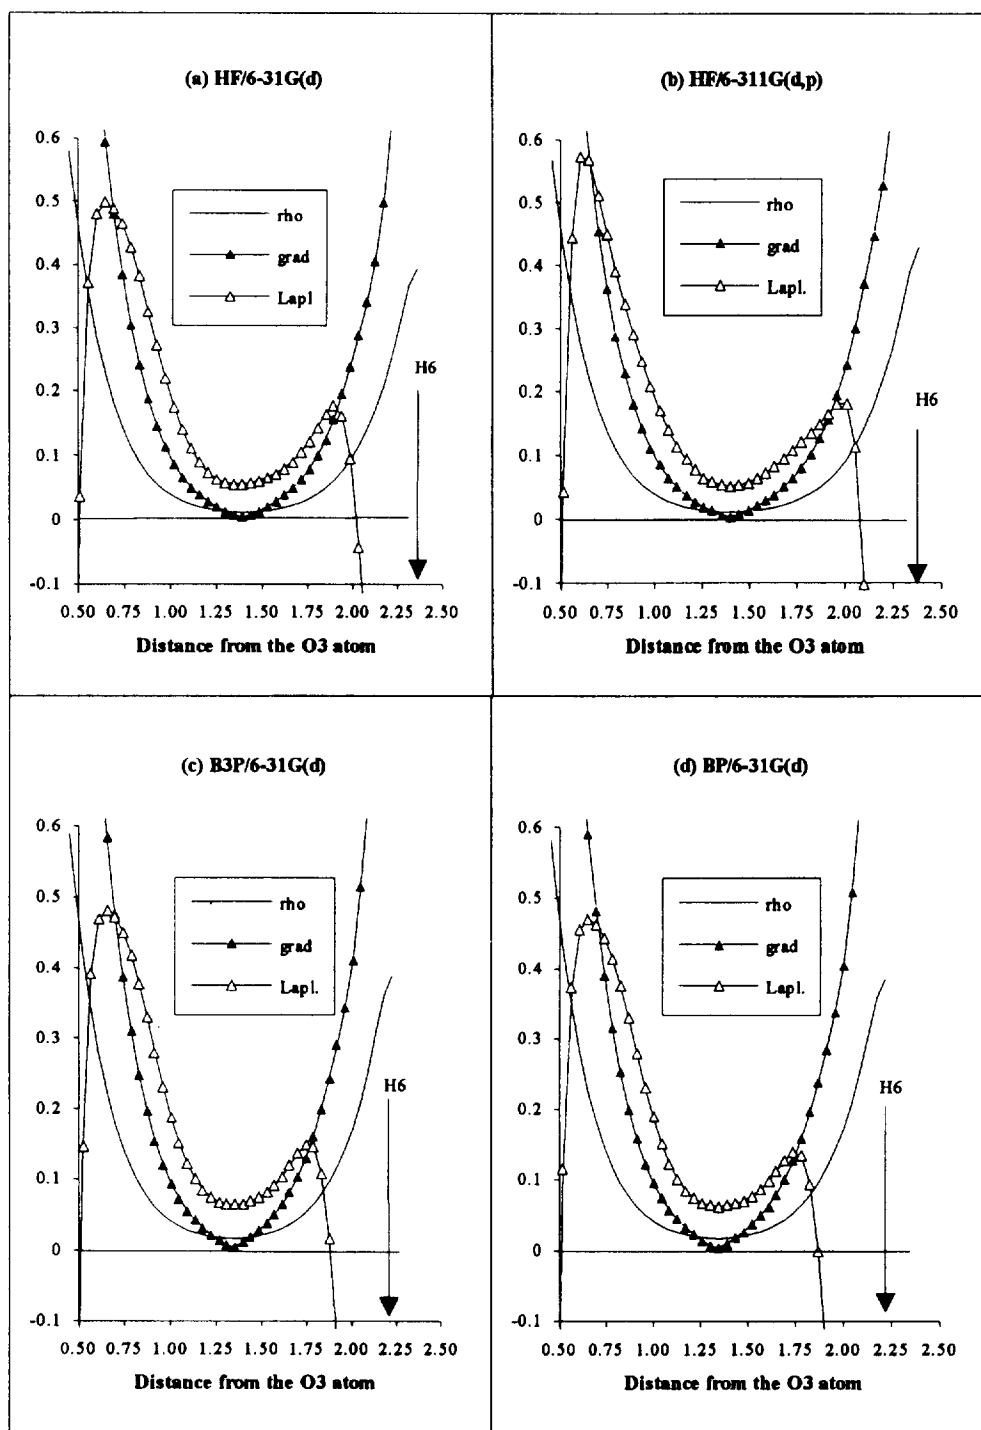 (a) HF/6-31G(d)
0.6
0.5
0.4
0.3
0.2
0.1
0
-0.1
rho
grad
Lapl.
H6
0.50 0.75 1.00 1.25 1.50 1.75 2.00 2.25 2.50
Distance from the O3 atom
(b) HF/6-311G(d,p)
0.6
0.5
0.4
0.3
0.2
0.1
0
-0.1
rho
grad
Lapl.
H6
0.50 0.75 1.00 1.25 1.50 1.75 2.00 2.25 2.50
Distance from the O3 atom
(c) B3P/6-31G(d)
0.6
0.5
0.4
0.3
0.2
0.1
0
-0.1
rho
grad
Lapl.
H6
0.50 0.75 1.00 1.25 1.50 1.75 2.00 2.25 2.50
Distance from the O3 atom
(d) BP/6-31G(d)
0.6
0.5
0.4
0.3
0.2
0.1
0
-0.1
rho
grad
Lapl.
H6
0.50 0.75 1.00 1.25 1.50 1.75 2.00 2.25 2.50
Distance from the O3 atom